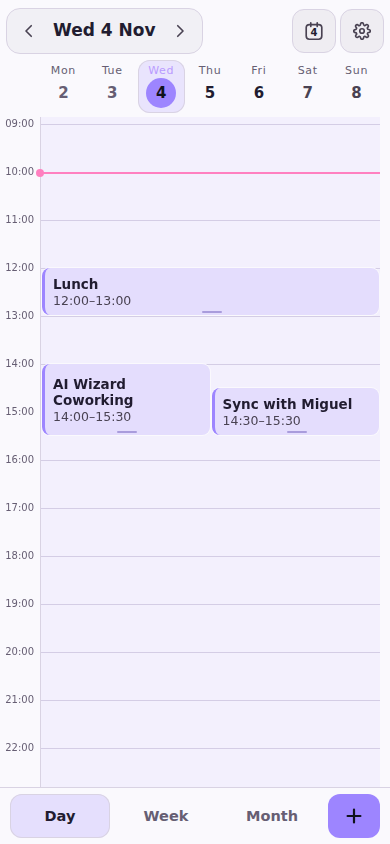 Wed 4 Nov
4
Mon Tue Wed Thu Fri Sat Sun
2 3 4 5 6 7 8
09:00
10:00
11:00
12:00
Lunch
12:00–13:00
13:00
14:00
AI Wizard
Coworking
14:00–15:30
Sync with Miguel
14:30–15:30
15:00
16:00
17:00
18:00
19:00
20:00
21:00
22:00
Day Week Month